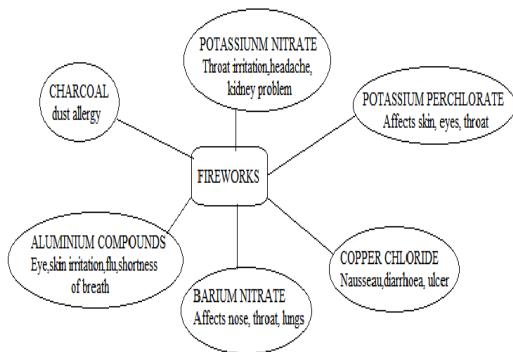 POTASSIUNM NITRATE
Throat irritation,headache,
kidney problem
CHARCOAL
dust allergy
POTASSIUM PERCHLORATE
Affects skin, eyes, throat
FIREWORKS
ALUMINIUM COMPOUNDS
Eye,skin irritation,flu,shortness
of breath
COPPER CHLORIDE
Nausseau,diarrhoea, ulcer
BARIUM NITRATE
Affects nose, throat, lungs